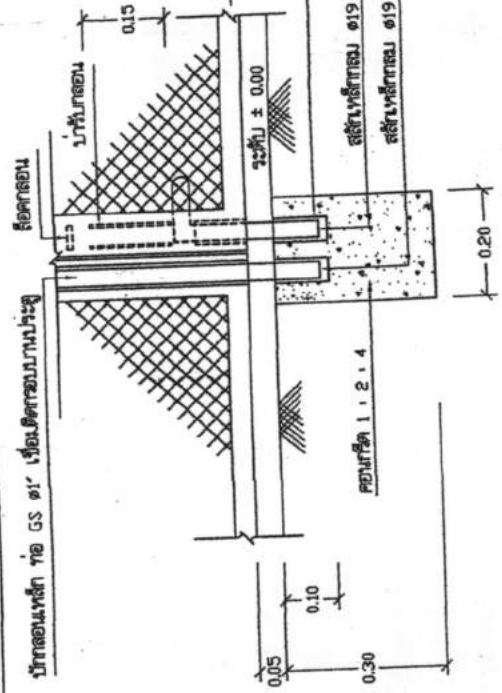 ล๊อคกลอน
บ่ารับกลอน
0.15
ปักกลอนเหล็ก ท่อ GS ø1" เชื่อมติดกรอบบานประตู
ระดับ ± 0.00
สลักเหล็กกลม ø19
สลักเหล็กกลม ø19
คอนกรีต 1 : 2 : 4
0.05
0.10
0.30
0.20